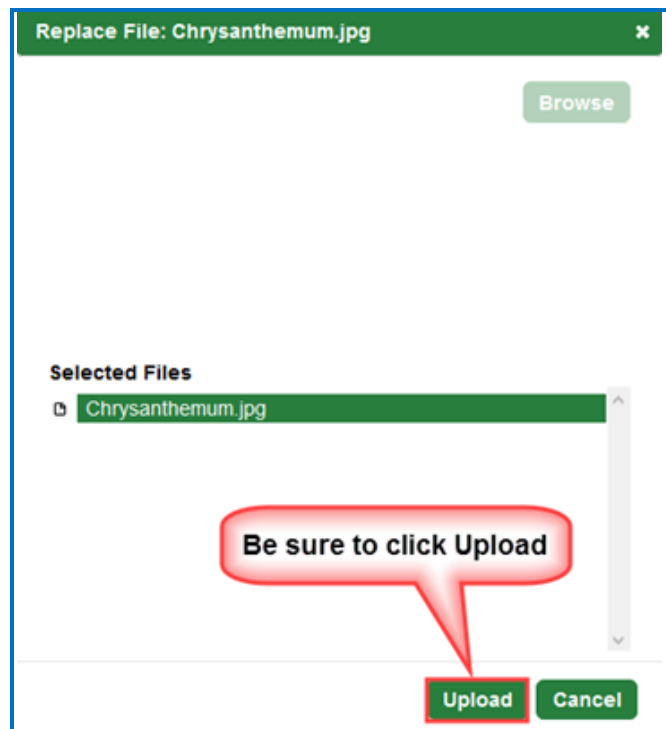 Replace File: Chrysanthemum.jpg
Browse
Selected Files
Chrysanthemum.jpg
Be sure to click Upload
Upload Cancel